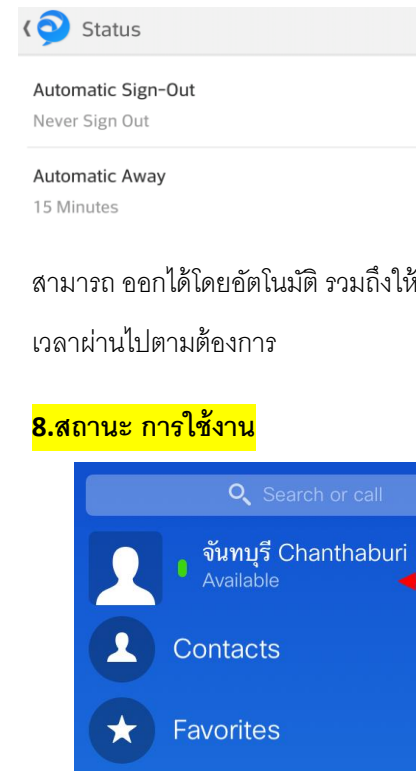 Status
Automatic Sign-Out
Never Sign Out
Automatic Away
15 Minutes
สามารถ ออกได้โดยอัตโนมัติ รวมถึงให้
เวลาผ่านไปตามต้องการ
8.สถานะ การใช้งาน
Search or call
จันทบุรี Chanthaburi
Available
Contacts
Favorites